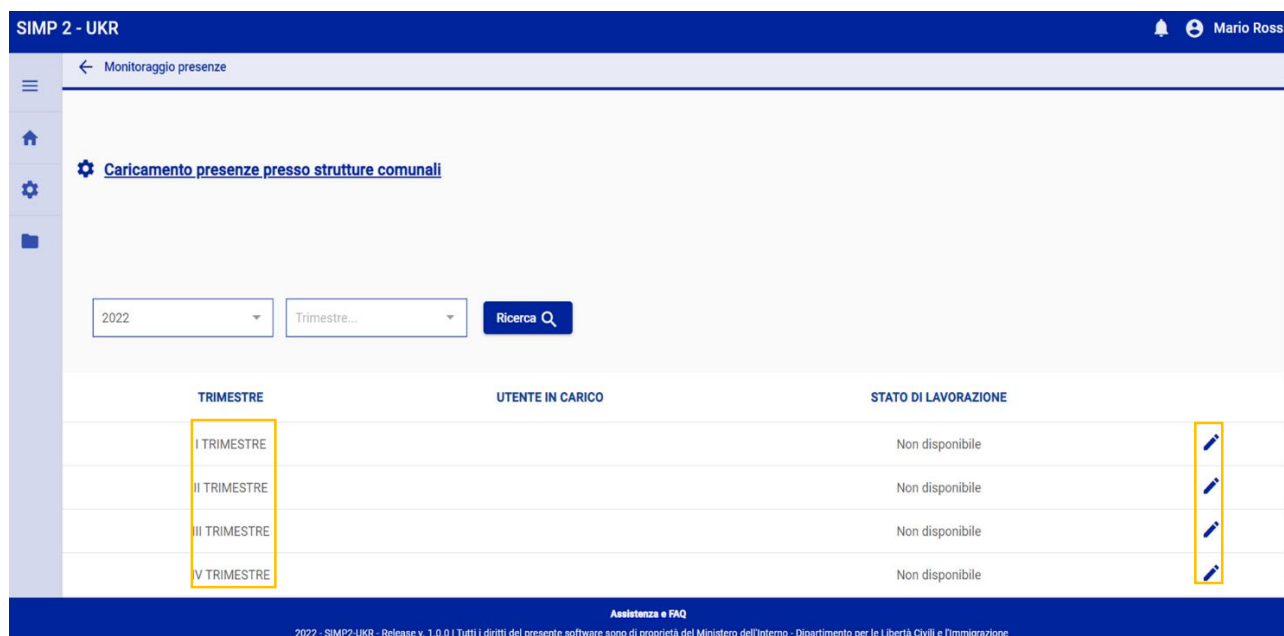 SIMP 2 - UKR
Mario Ross
Monitoraggio presenze
Caricamento presenze presso strutture comunali
2022 Trimestre... Ricerca
TRIMESTRE UTENTE IN CARICO STATO DI LAVORAZIONE
I TRIMESTRE Non disponibile
II TRIMESTRE Non disponibile
III TRIMESTRE Non disponibile
IV TRIMESTRE Non disponibile
Assistenza e FAQ
2022 - SIMP2-UKR - Release v. 1.0.0 | Tutti i diritti del presente software sono di proprietà del Ministero dell'Interno - Dipartimento per le Libertà Civili e l'Immigrazione